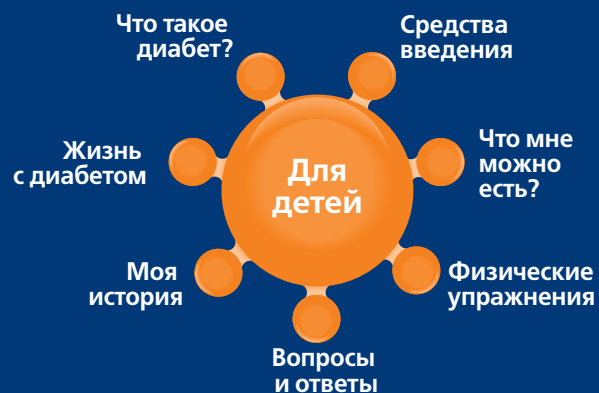 Что такое
диабет?
Средства
введения
Жизнь
с диабетом
Для
детей
Что мне
можно
есть?
Моя
история
Физические
упражнения
Вопросы
и ответы